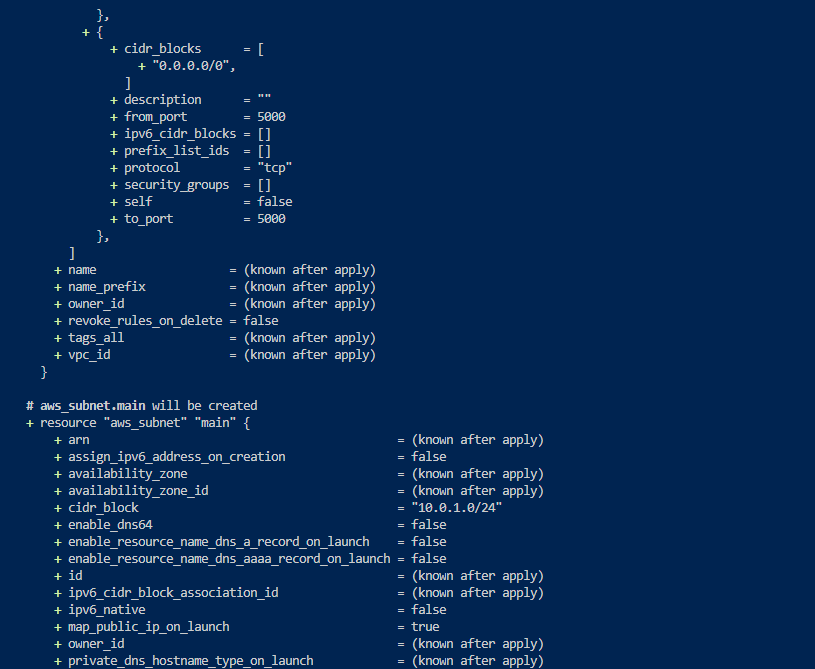 },
+ {
+ cidr_blocks = [
+ "0.0.0.0/0",
]
+ description = ""
+ from_port = 5000
+ ipv6_cidr_blocks = []
+ prefix_list_ids = []
+ protocol = "tcp"
+ security_groups = []
+ self = false
+ to_port = 5000
},
]
+ name = (known after apply)
+ name_prefix = (known after apply)
+ owner_id = (known after apply)
+ revoke_rules_on_delete = false
+ tags_all = (known after apply)
+ vpc_id = (known after apply)
}
# aws_subnet.main will be created
+ resource "aws_subnet" "main" {
+ arn = (known after apply)
+ assign_ipv6_address_on_creation = false
+ availability_zone = (known after apply)
+ availability_zone_id = (known after apply)
+ cidr_block = "10.0.1.0/24"
+ enable_dns64 = false
+ enable_resource_name_dns_a_record_on_launch = false
+ enable_resource_name_dns_aaaa_record_on_launch = false
+ id = (known after apply)
+ ipv6_cidr_block_association_id = (known after apply)
+ ipv6_native = false
+ map_public_ip_on_launch = true
+ owner_id = (known after apply)
+ private_dns_hostname_type_on_launch = (known after apply)